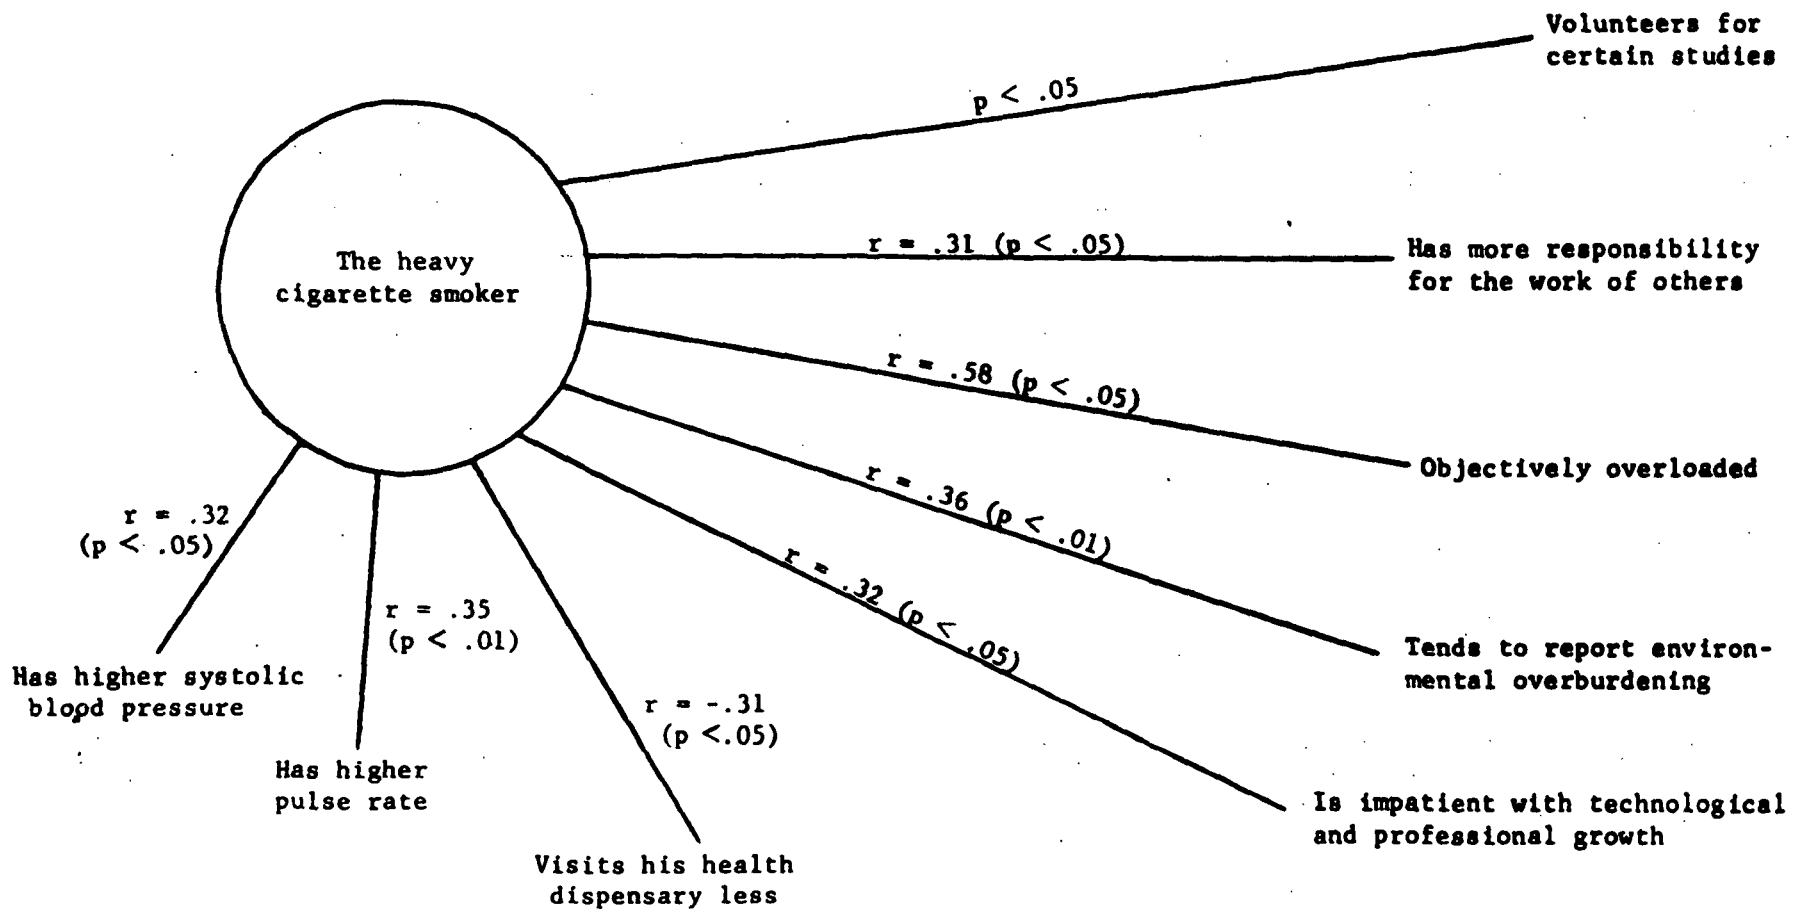 Volunteers for
certain studies
p < .05
The heavy
cigarette smoker
r = .31 (p < .05)
Has more responsibility
for the work of others
r = .58 (p < .05)
Objectively overloaded
r = .36 (p < .01)
Tends to report environ-
mental overburdening
r = .32 (p < .05)
Is impatient with technological
and professional growth
r = .32
(p < .05)
Has higher systolic
blood pressure
r = .35
(p < .01)
Has higher
pulse rate
r = -.31
(p <.05)
Visits his health
dispensary less